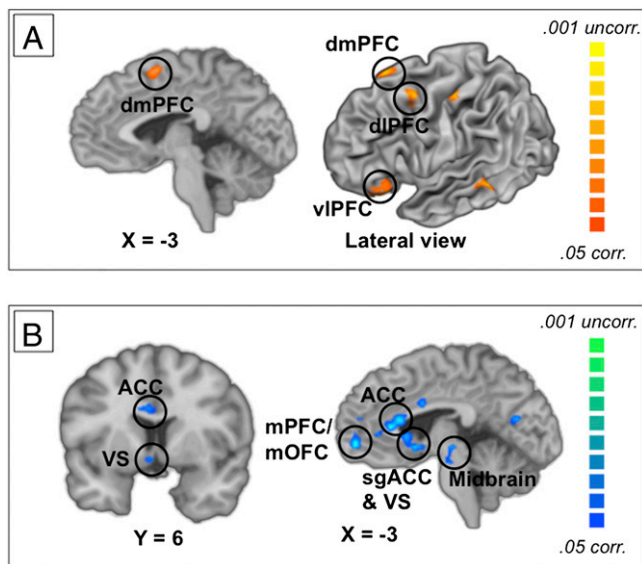 A
dmPFC
X = -3
dmPFC
dlPFC
vlPFC
Lateral view
.001 uncorr.
.05 corr.
B
ACC
VS
Y = 6
ACC
mPFC/
mOFC
sgACC
& VS
Midbrain
X = -3
.001 uncorr.
.05 corr.